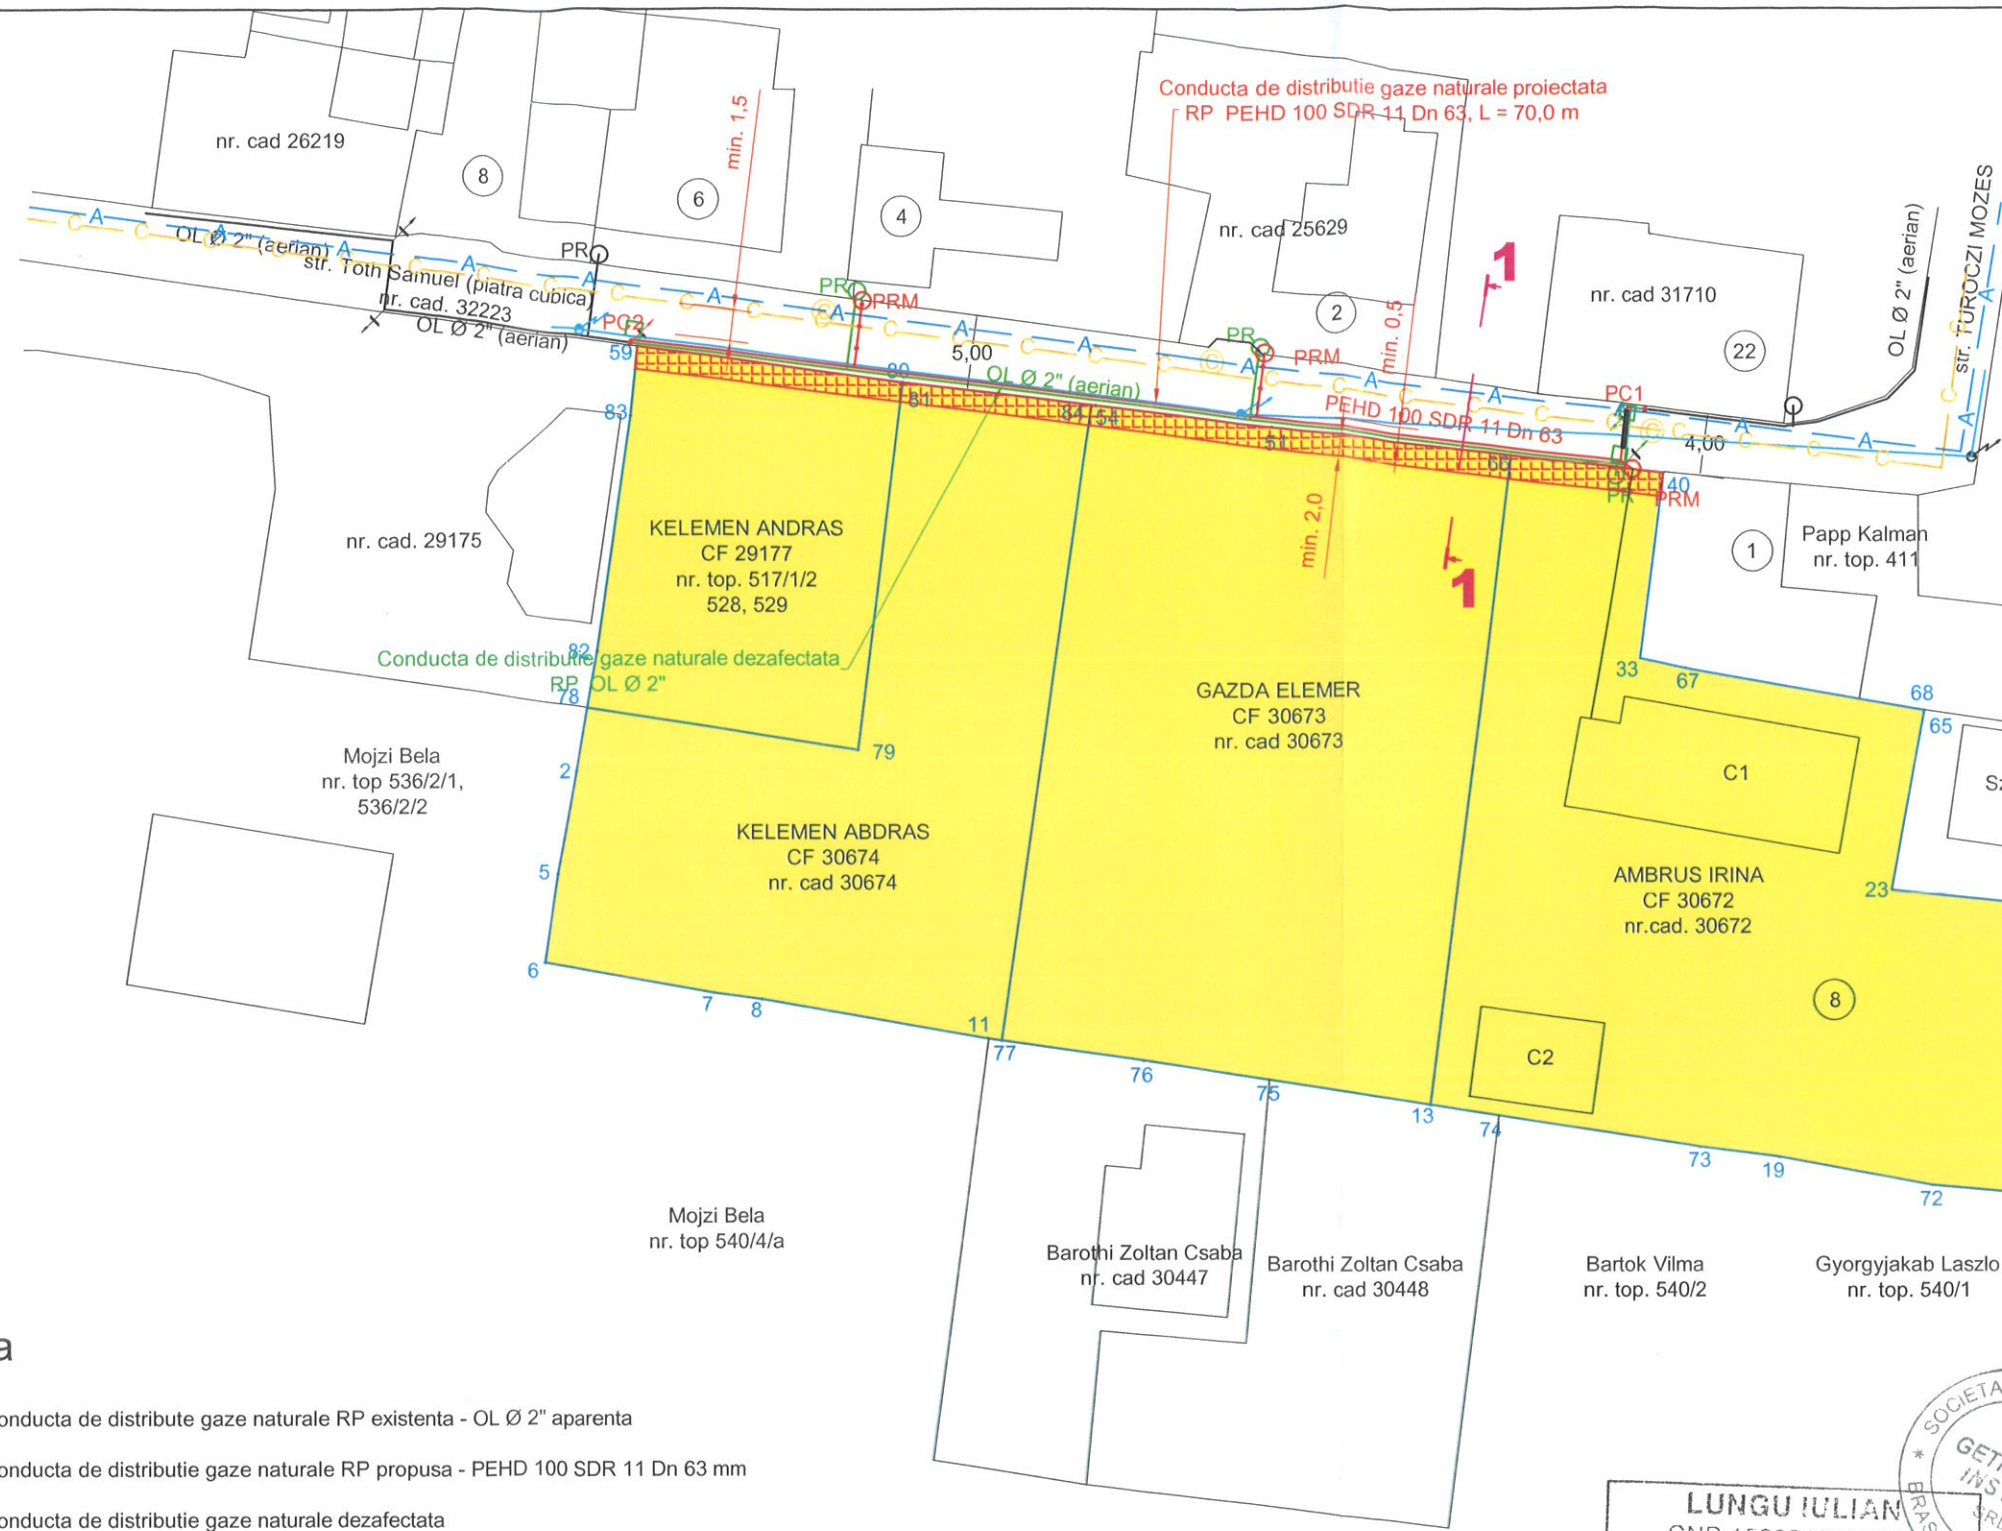 Conducta de distributie gaze naturale proiectata
RP PEHD 100 SDR 11 Dn 63, L = 70,0 m
min. 1,5
nr. cad 26219
8
6
4
nr. cad 25629
2
1
nr. cad 31710
22
OL Ø 2" (aerian)
str. TUROCZI MOZES
OL Ø 2" (aerian)
str. Toth Samuel (piatra cubica)
nr. cad. 32223
OL Ø 2" (aerian)
PR
PR
PRM
PR
PRM
PC2
59
80
81
5,00
OL Ø 2" (aerian)
84
54
51
min. 0,5
PEHD 100 SDR 11 Dn 63
PC1
4,00
66
PR
PRM
40
83
nr. cad. 29175
KELEMEN ANDRAS
CF 29177
nr. top. 517/1/2
528, 529
min. 2,0
1
1
Papp Kalman
nr. top. 411
82
Conducta de distributie gaze naturale dezafectata
RP OL Ø 2"
78
79
33
67
68
65
GAZDA ELEMER
CF 30673
nr. cad 30673
Mojzi Bela
nr. top 536/2/1,
536/2/2
2
5
6
C1
Sz
KELEMEN ABDRAS
CF 30674
nr. cad 30674
AMBRUS IRINA
CF 30672
nr.cad. 30672
23
8
7
8
11
77
76
75
13
74
C2
73
19
72
Mojzi Bela
nr. top 540/4/a
Barothi Zoltan Csaba
nr. cad 30447
Barothi Zoltan Csaba
nr. cad 30448
Bartok Vilma
nr. top. 540/2
Gyorgyjakab Laszlo
nr. top. 540/1
a
onducta de distribute gaze naturale RP existenta - OL Ø 2" aparenta
onducta de distributie gaze naturale RP propusa - PEHD 100 SDR 11 Dn 63 mm
onducta de distributie gaze naturale dezafectata
LUNGU IULIAN
SOCIETA
GET
INS
SRL
* BRAS